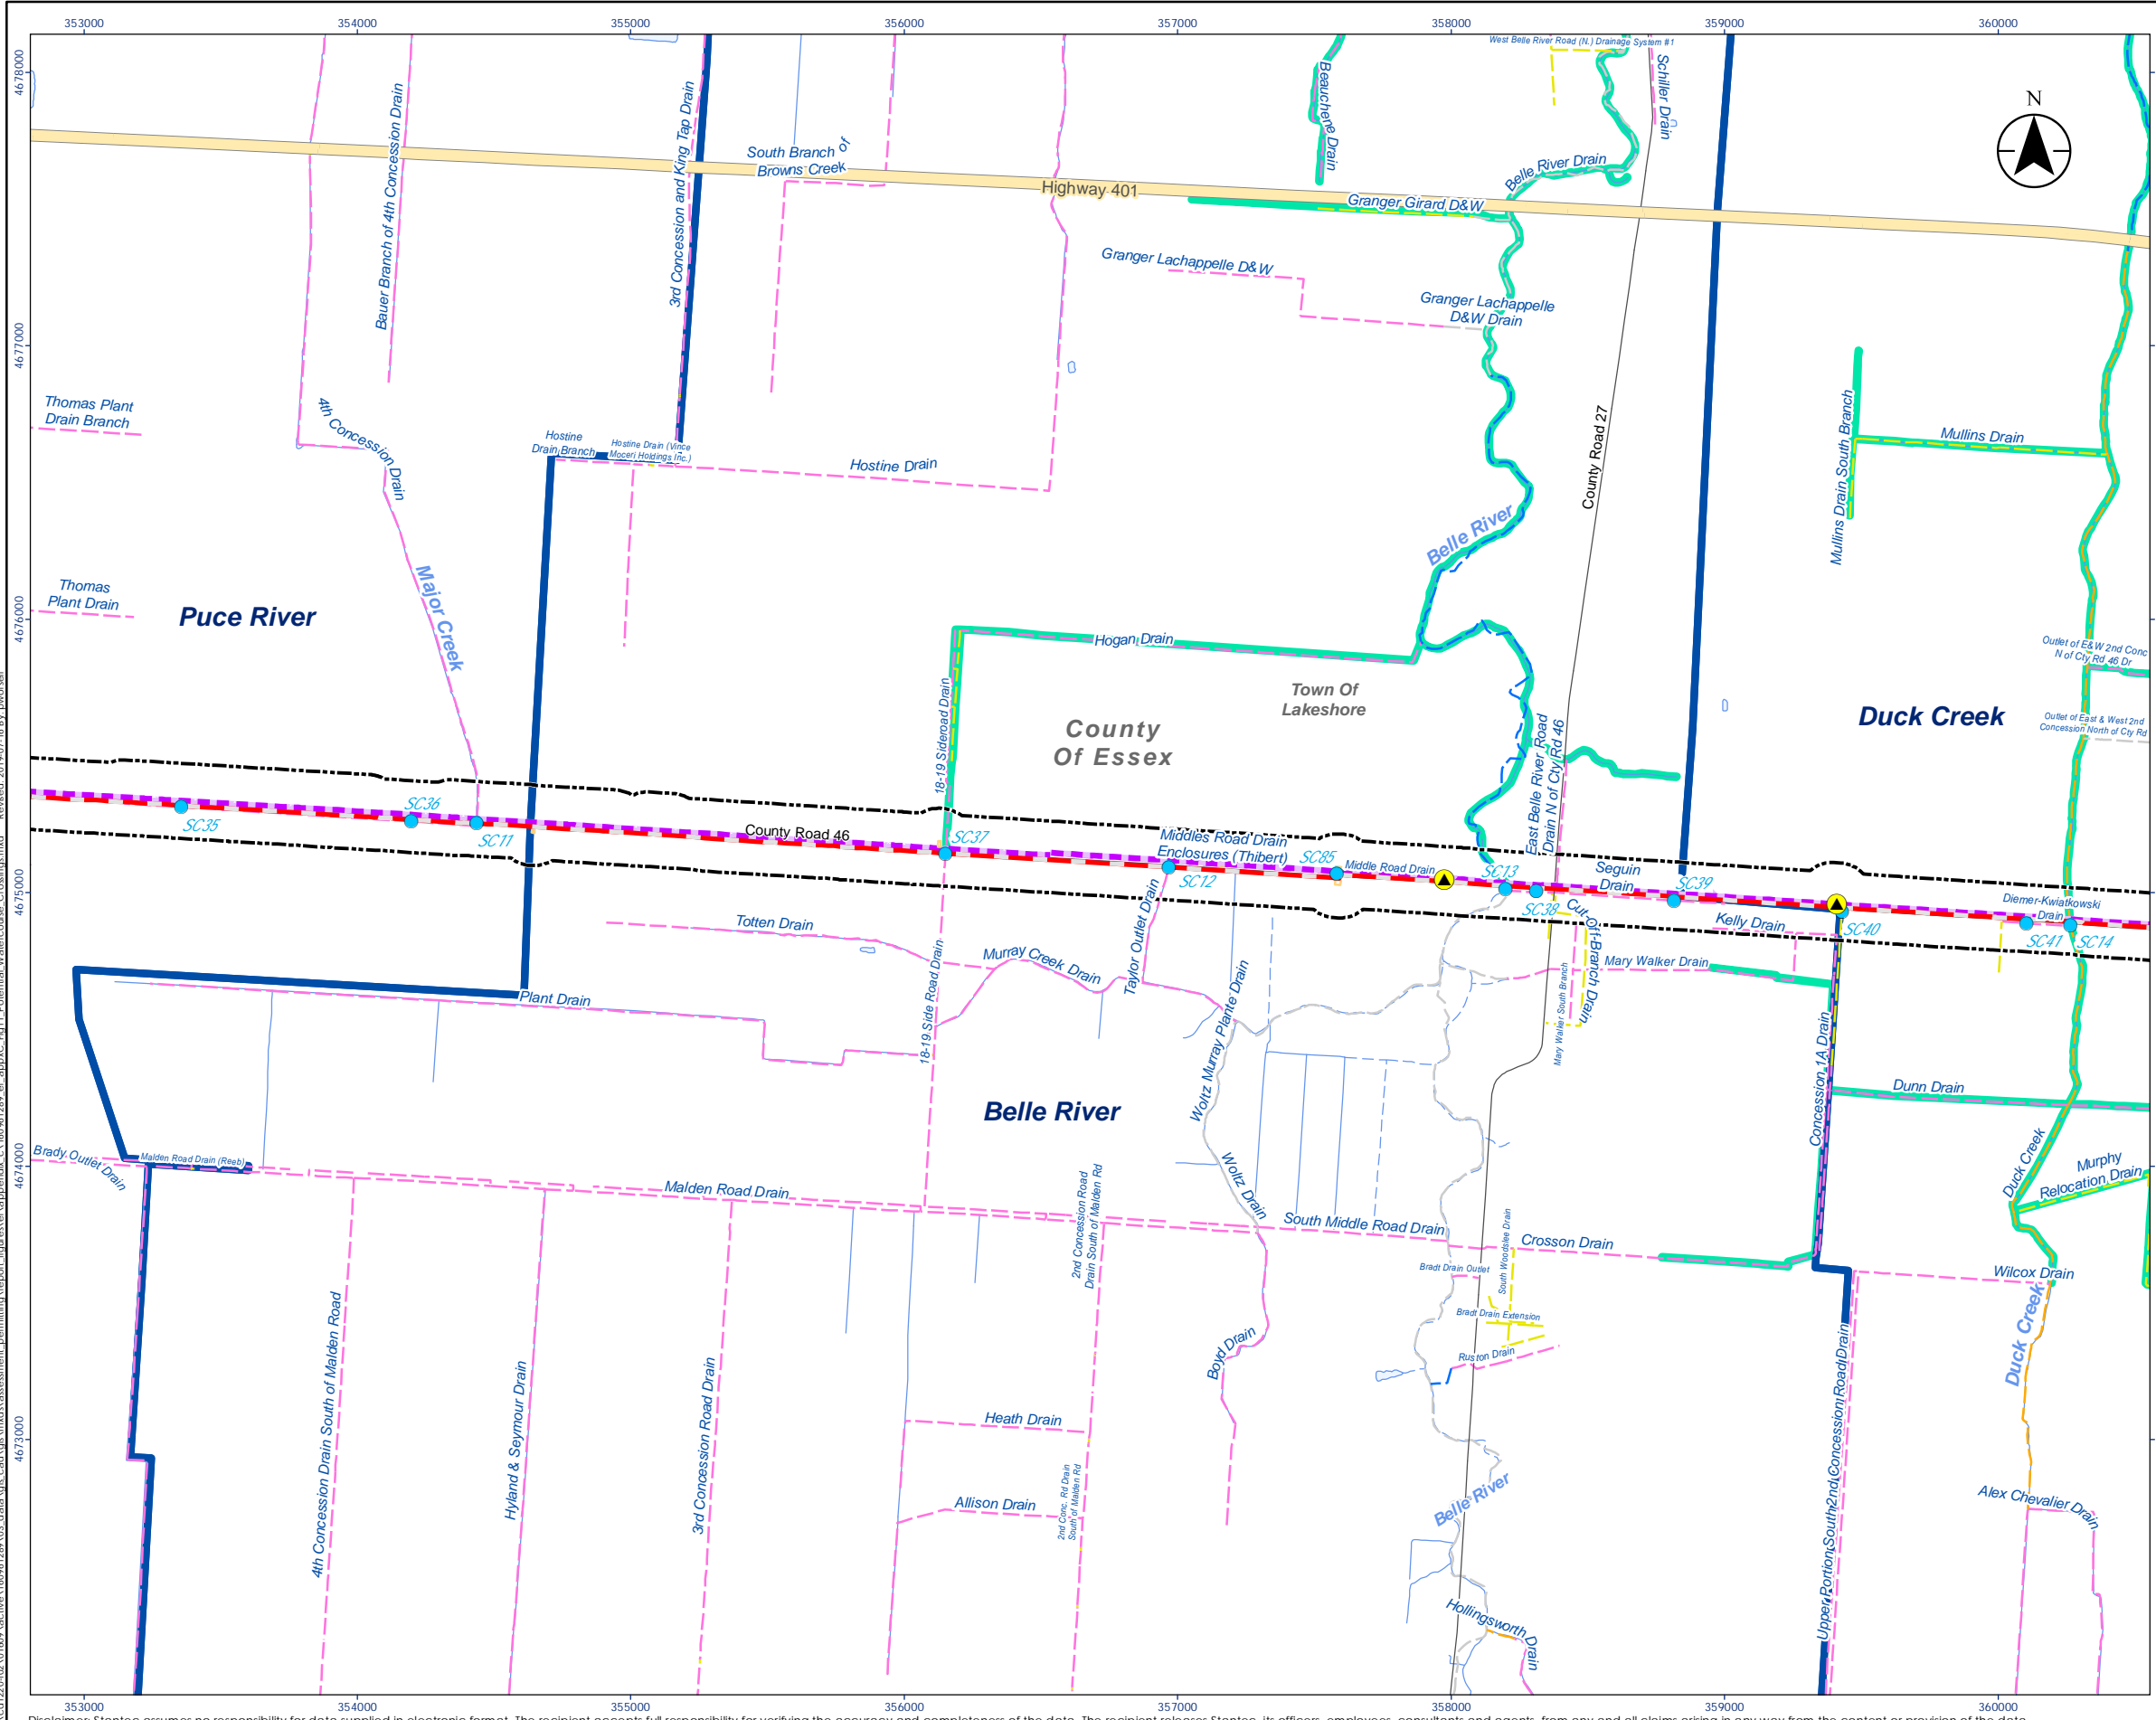 353000 354000 355000 356000 357000 358000 359000 360000
4678000
4677000
4676000
4675000
4674000
4673000
N
West Belle River Road (N.) Drainage System #1
Schiller Drain
Beauchene Drain
Belle River Drain
Bauer Branch of 4th Concession Drain
3rd Concession and King Tap Drain
South Branch of
Browns Creek
Highway 401
Granger Girard D&W
Granger Lachappelle D&W
Granger Lachappelle
D&W Drain
Thomas Plant
Drain Branch
4th Concession Drain
Hostine
Drain Branch
Hostine Drain (Vince
Moceri Holdings Inc.)
Hostine Drain
County Road 27
Mullins Drain South Branch
Mullins Drain
Belle River
Thomas
Plant Drain
Puce River
Major Creek
Hogan Drain
Town Of
Lakeshore
County
Of Essex
18-19 Sideroad Drain
East Belle River Road
Drain N of Cty Rd 46
Duck Creek
Outlet of E&W 2nd Conc
N of Cty Rd 46 Dr
Outlet of East & West 2nd
Concession North of Cty Rd
SC35
SC36
SC11
County Road 46
SC37
Middles Road Drain
Enclosures (Thibert)
SC12
SC85
Middle Road Drain
SC13
SC38
Seguin
Drain
SC39
Cut-Off-Branch Drain
Kelly Drain
SC40
Diemer-Kwiatkowski
Drain
SC41
SC14
Totten Drain
Murray Creek Drain
Taylor Outlet Drain
Mary Walker Drain
Mary Walker South Branch
Plant Drain
18-19 Side Road Drain
Woltz Murray Plante Drain
Concession 1A Drain
Dunn Drain
Belle River
Duck Creek
Murphy
Relocation Drain
Brady Outlet Drain
Malden Road Drain (Reeb)
Malden Road Drain
2nd Concession Road
Drain South of Malden Rd
Woltz Drain
South Middle Road Drain
South Woodslee Drain
Crosson Drain
Bradt Drain Outlet
Wilcox Drain
Bradt Drain Extension
Ruston Drain
Boyd Drain
Duck Creek
4th Concession Drain South of Malden Road
Hyland & Seymour Drain
3rd Concession Road Drain
Heath Drain
Allison Drain
2nd Conc. Rd Drain
South of Malden Rd
Belle River
Upper Portion South 2nd Concession Road Drain
Alex Chevalier Drain
Hollingsworth Drain
353000 354000 355000 356000 357000 358000 359000 360000